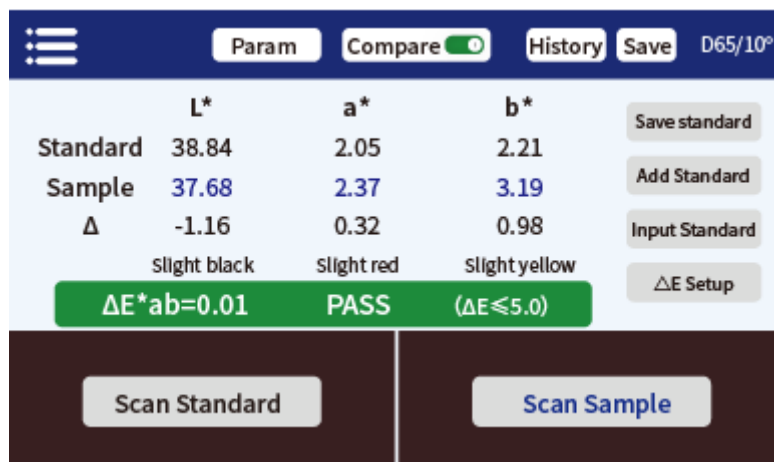 Param Compare History Save D65/10°
L* a* b*
Save standard
Standard 38.84 2.05 2.21
Add Standard
Sample 37.68 2.37 3.19
Δ -1.16 0.32 0.98
Input Standard
Slight black Slight red Slight yellow
△E Setup
ΔE*ab=0.01 PASS (ΔE≤5.0)
Scan Standard Scan Sample